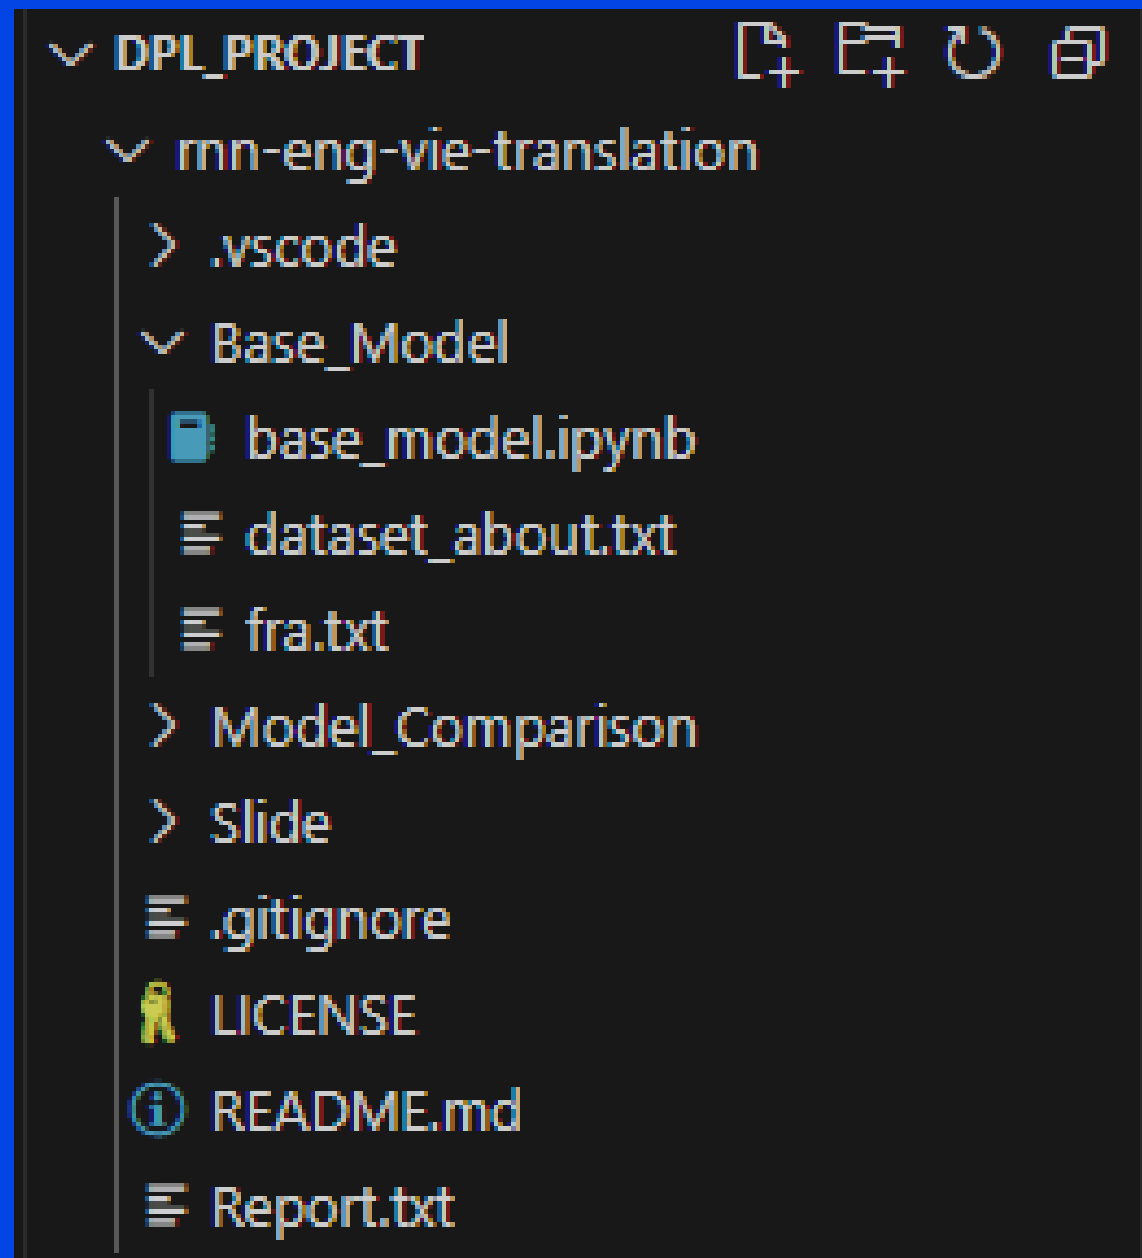 DPL_PROJECT
rnn-eng-vie-translation
.vscode
Base_Model
base_model.ipynb
dataset_about.txt
fra.txt
Model_Comparison
Slide
.gitignore
LICENSE
README.md
Report.txt